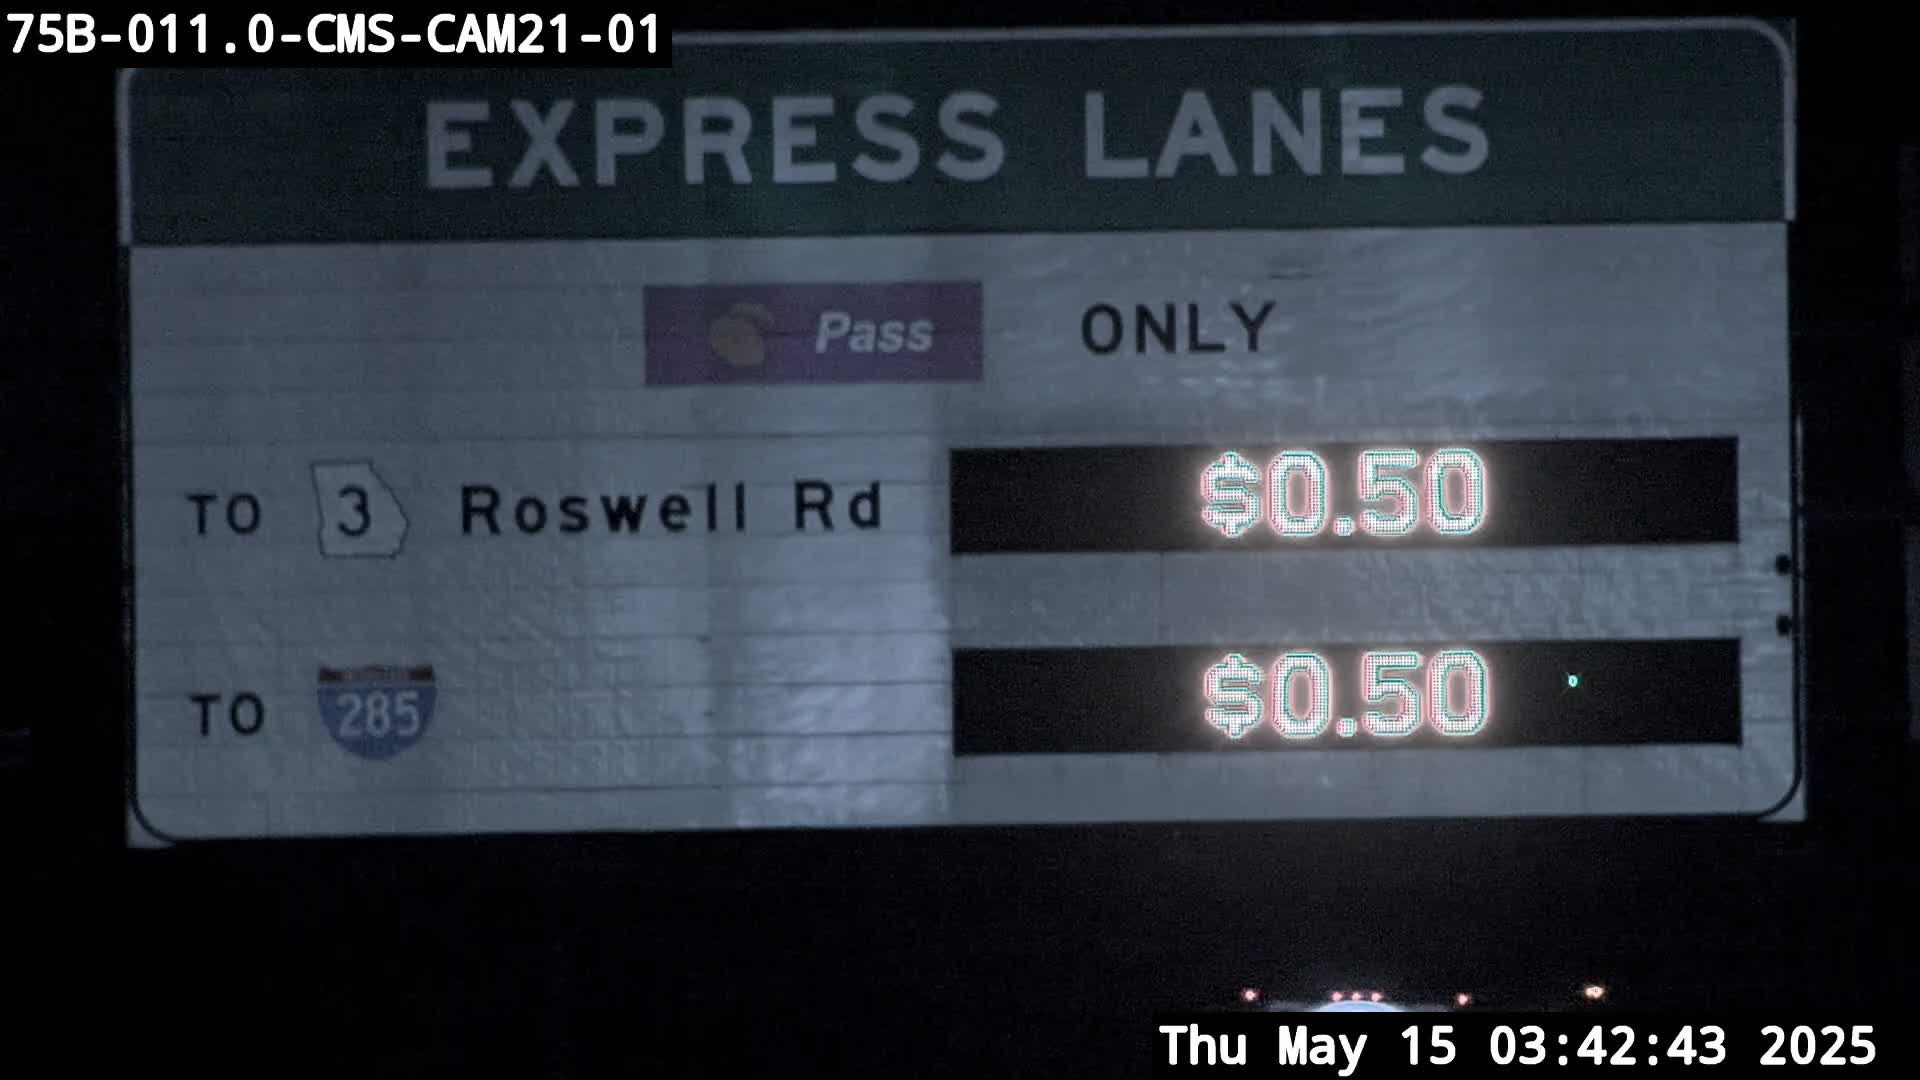 75B-011.0-CMS-CAM21-01
EXPRESS LANES
Pass ONLY
TO 3 Roswell Rd $0.50
TO 285 $0.50
Thu May 15 03:42:43 2025